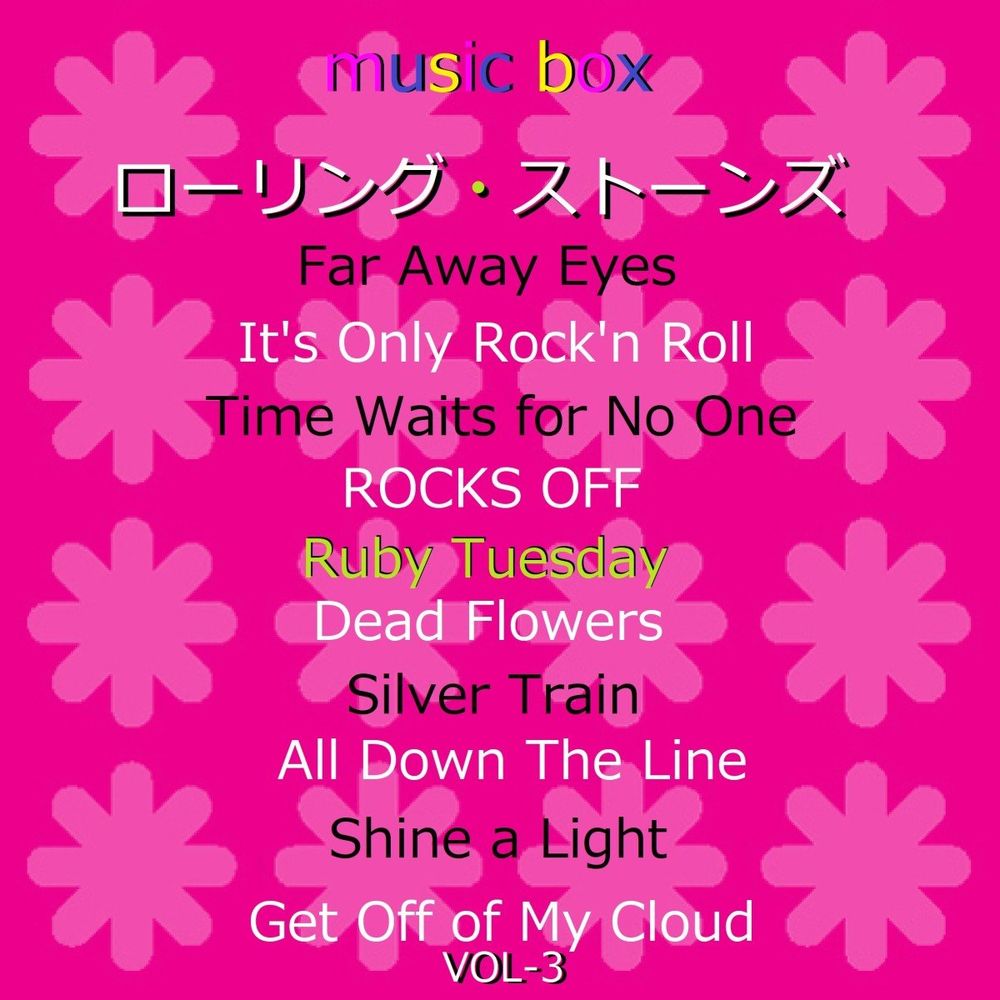 music box
ローリング・ストーンズ
Far Away Eyes
It's Only Rock'n Roll
Time Waits for No One
ROCKS OFF
Ruby Tuesday
Dead Flowers
Silver Train
All Down The Line
Shine a Light
Get Off of My Cloud
VOL-3